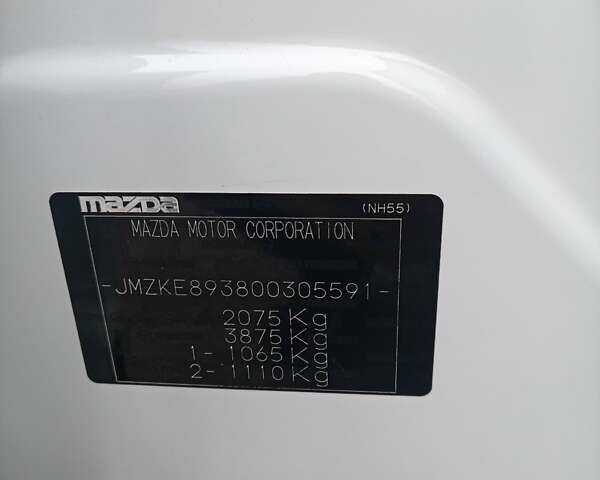 mazda (NH55)
MAZDA MOTOR CORPORATION
-JMZKE893800305591-
2075 Kg
3875 Kg
1- 1065 Kg
2- 1110 Kg